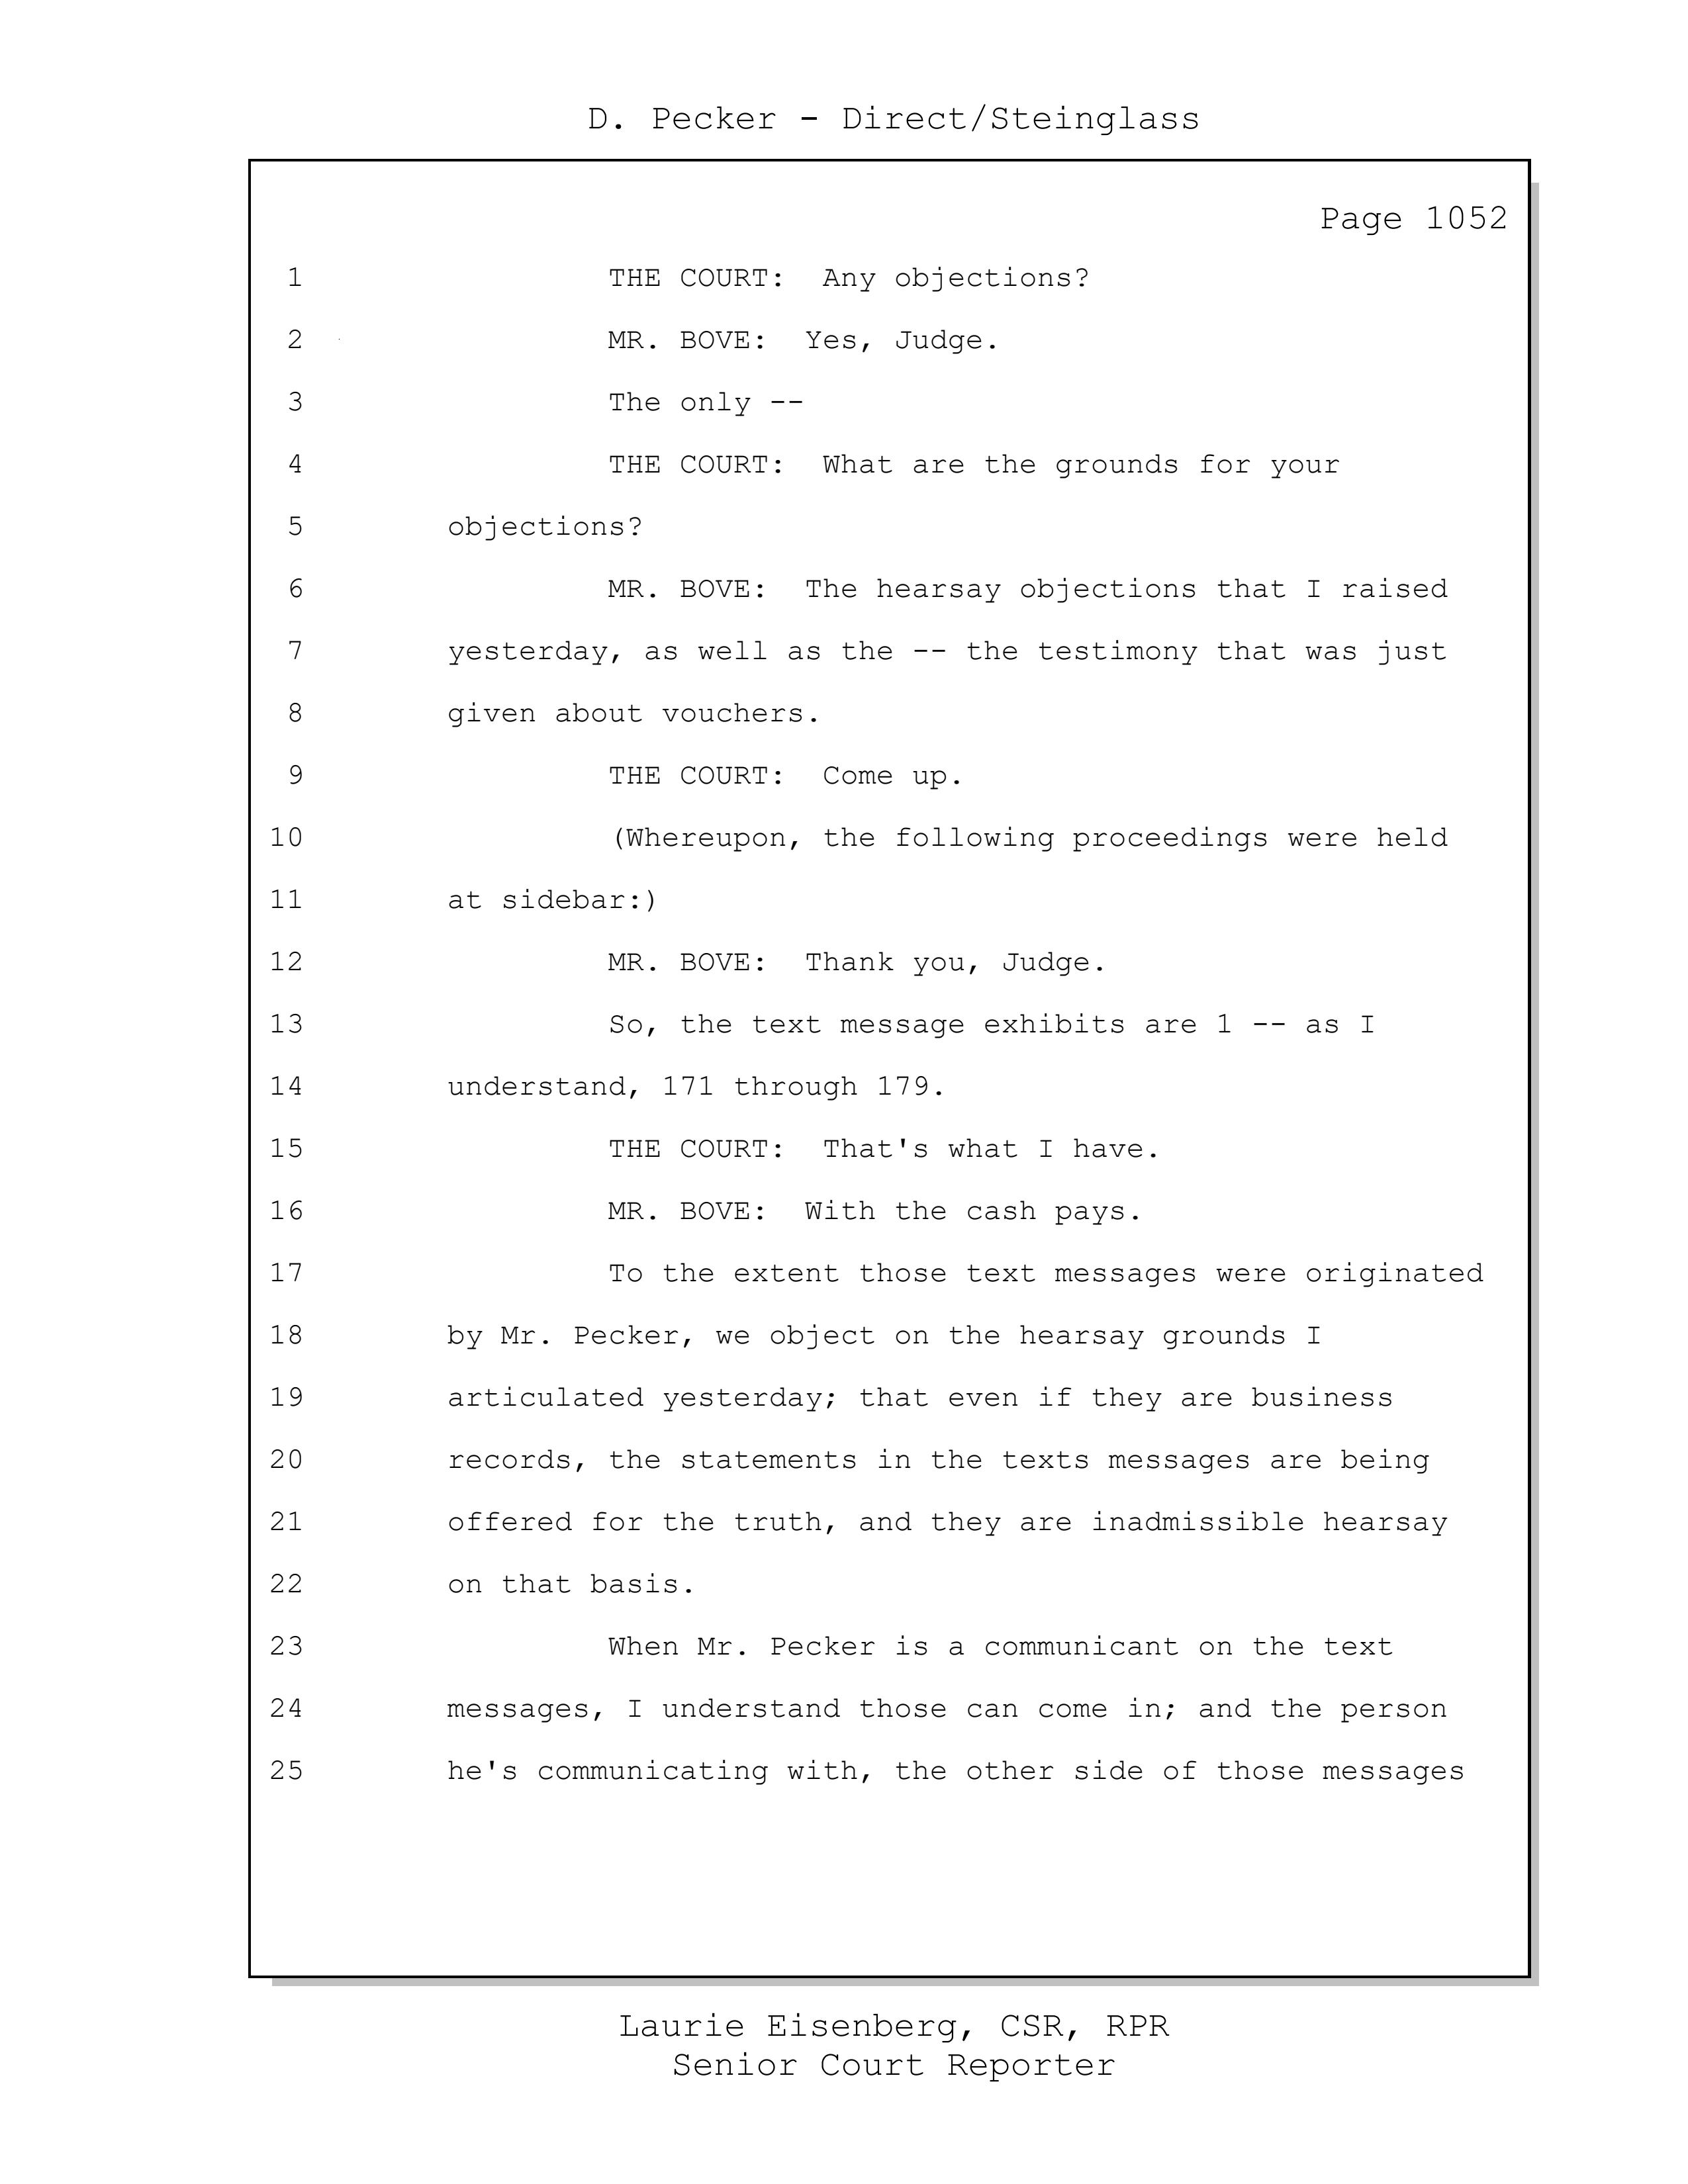 D. Pecker - Direct/Steinglass
Page 1052
1 THE COURT:  Any objections?
2 MR. BOVE:  Yes, Judge.
3 The only --
4 THE COURT:  What are the grounds for your
5 objections?
6 MR. BOVE:  The hearsay objections that I raised
7 yesterday, as well as the -- the testimony that was just
8 given about vouchers.
9 THE COURT:  Come up.
10 (Whereupon, the following proceedings were held
11 at sidebar:)
12 MR. BOVE:  Thank you, Judge.
13 So, the text message exhibits are 1 -- as I
14 understand, 171 through 179.
15 THE COURT:  That's what I have.
16 MR. BOVE:  With the cash pays.
17 To the extent those text messages were originated
18 by Mr. Pecker, we object on the hearsay grounds I
19 articulated yesterday; that even if they are business
20 records, the statements in the texts messages are being
21 offered for the truth, and they are inadmissible hearsay
22 on that basis.
23 When Mr. Pecker is a communicant on the text
24 messages, I understand those can come in; and the person
25 he's communicating with, the other side of those messages
Laurie Eisenberg, CSR, RPR
Senior Court Reporter